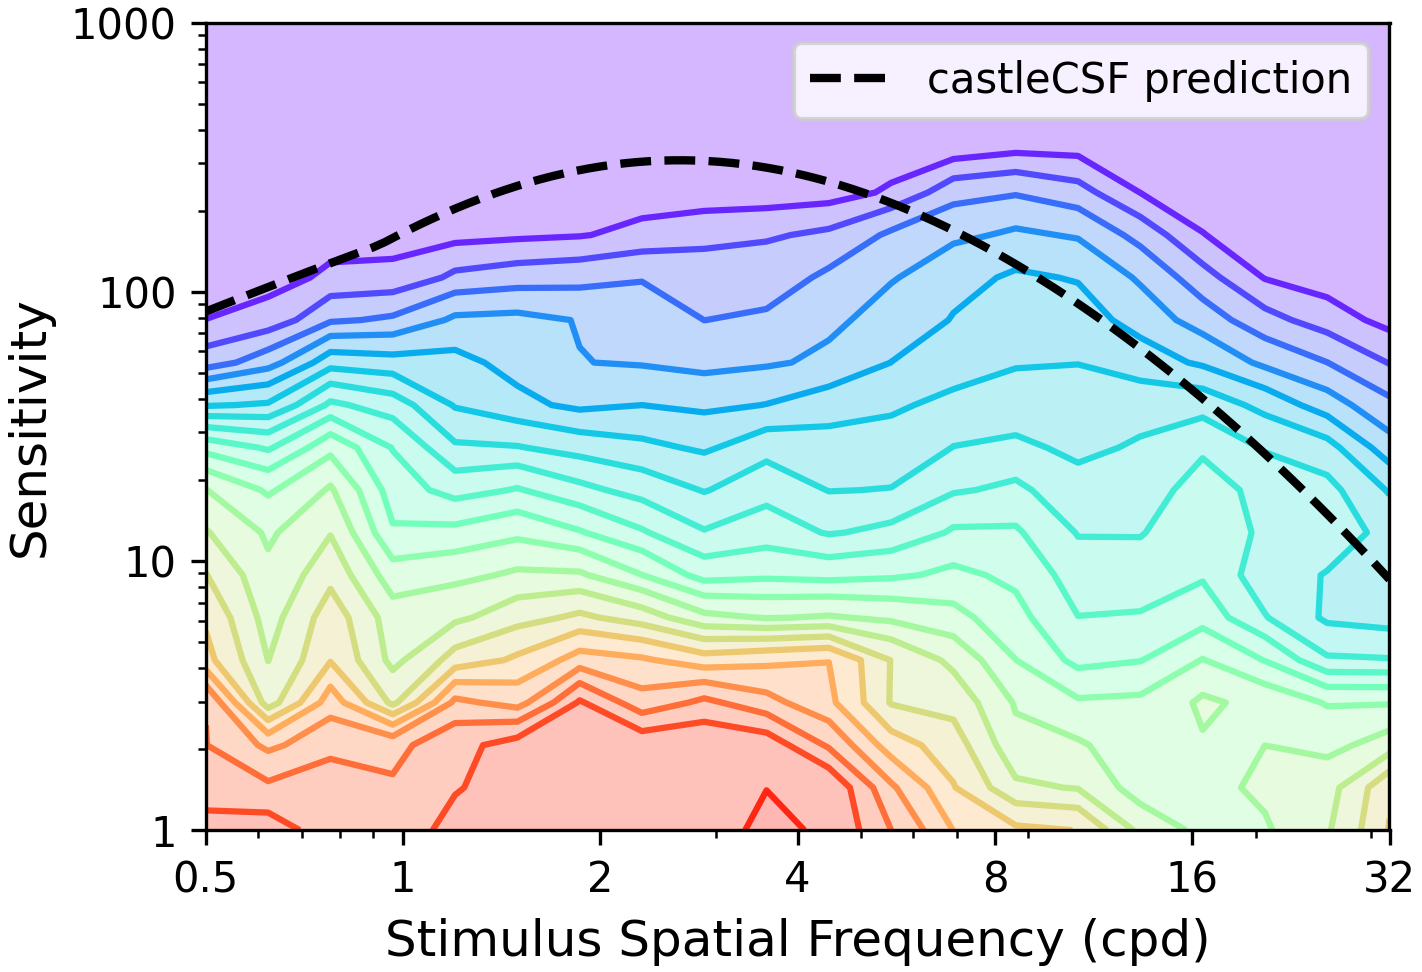 1000
100
10
1
Sensitivity
castleCSF prediction
0.5 1 2 4 8 16 32
Stimulus Spatial Frequency (cpd)